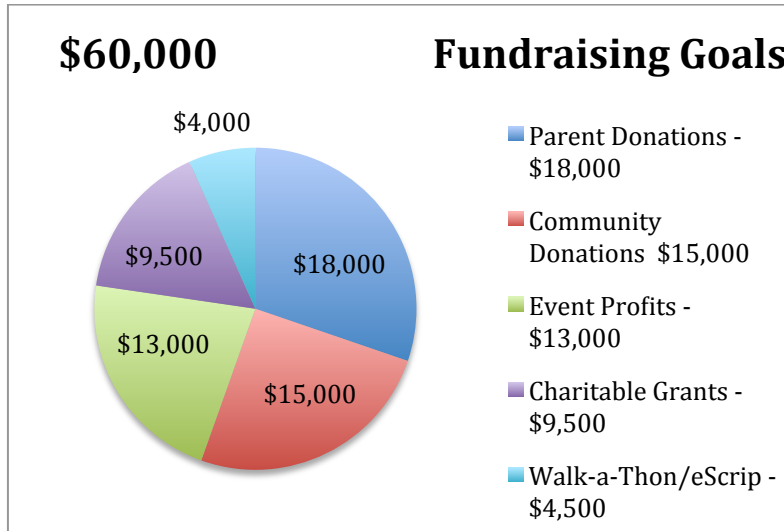 $60,000 Fundraising Goals
$4,000
$18,000
$9,500
$13,000
$15,000
Parent Donations -
$18,000
Community
Donations  $15,000
Event Profits -
$13,000
Charitable Grants -
$9,500
Walk-a-Thon/eScrip -
$4,500